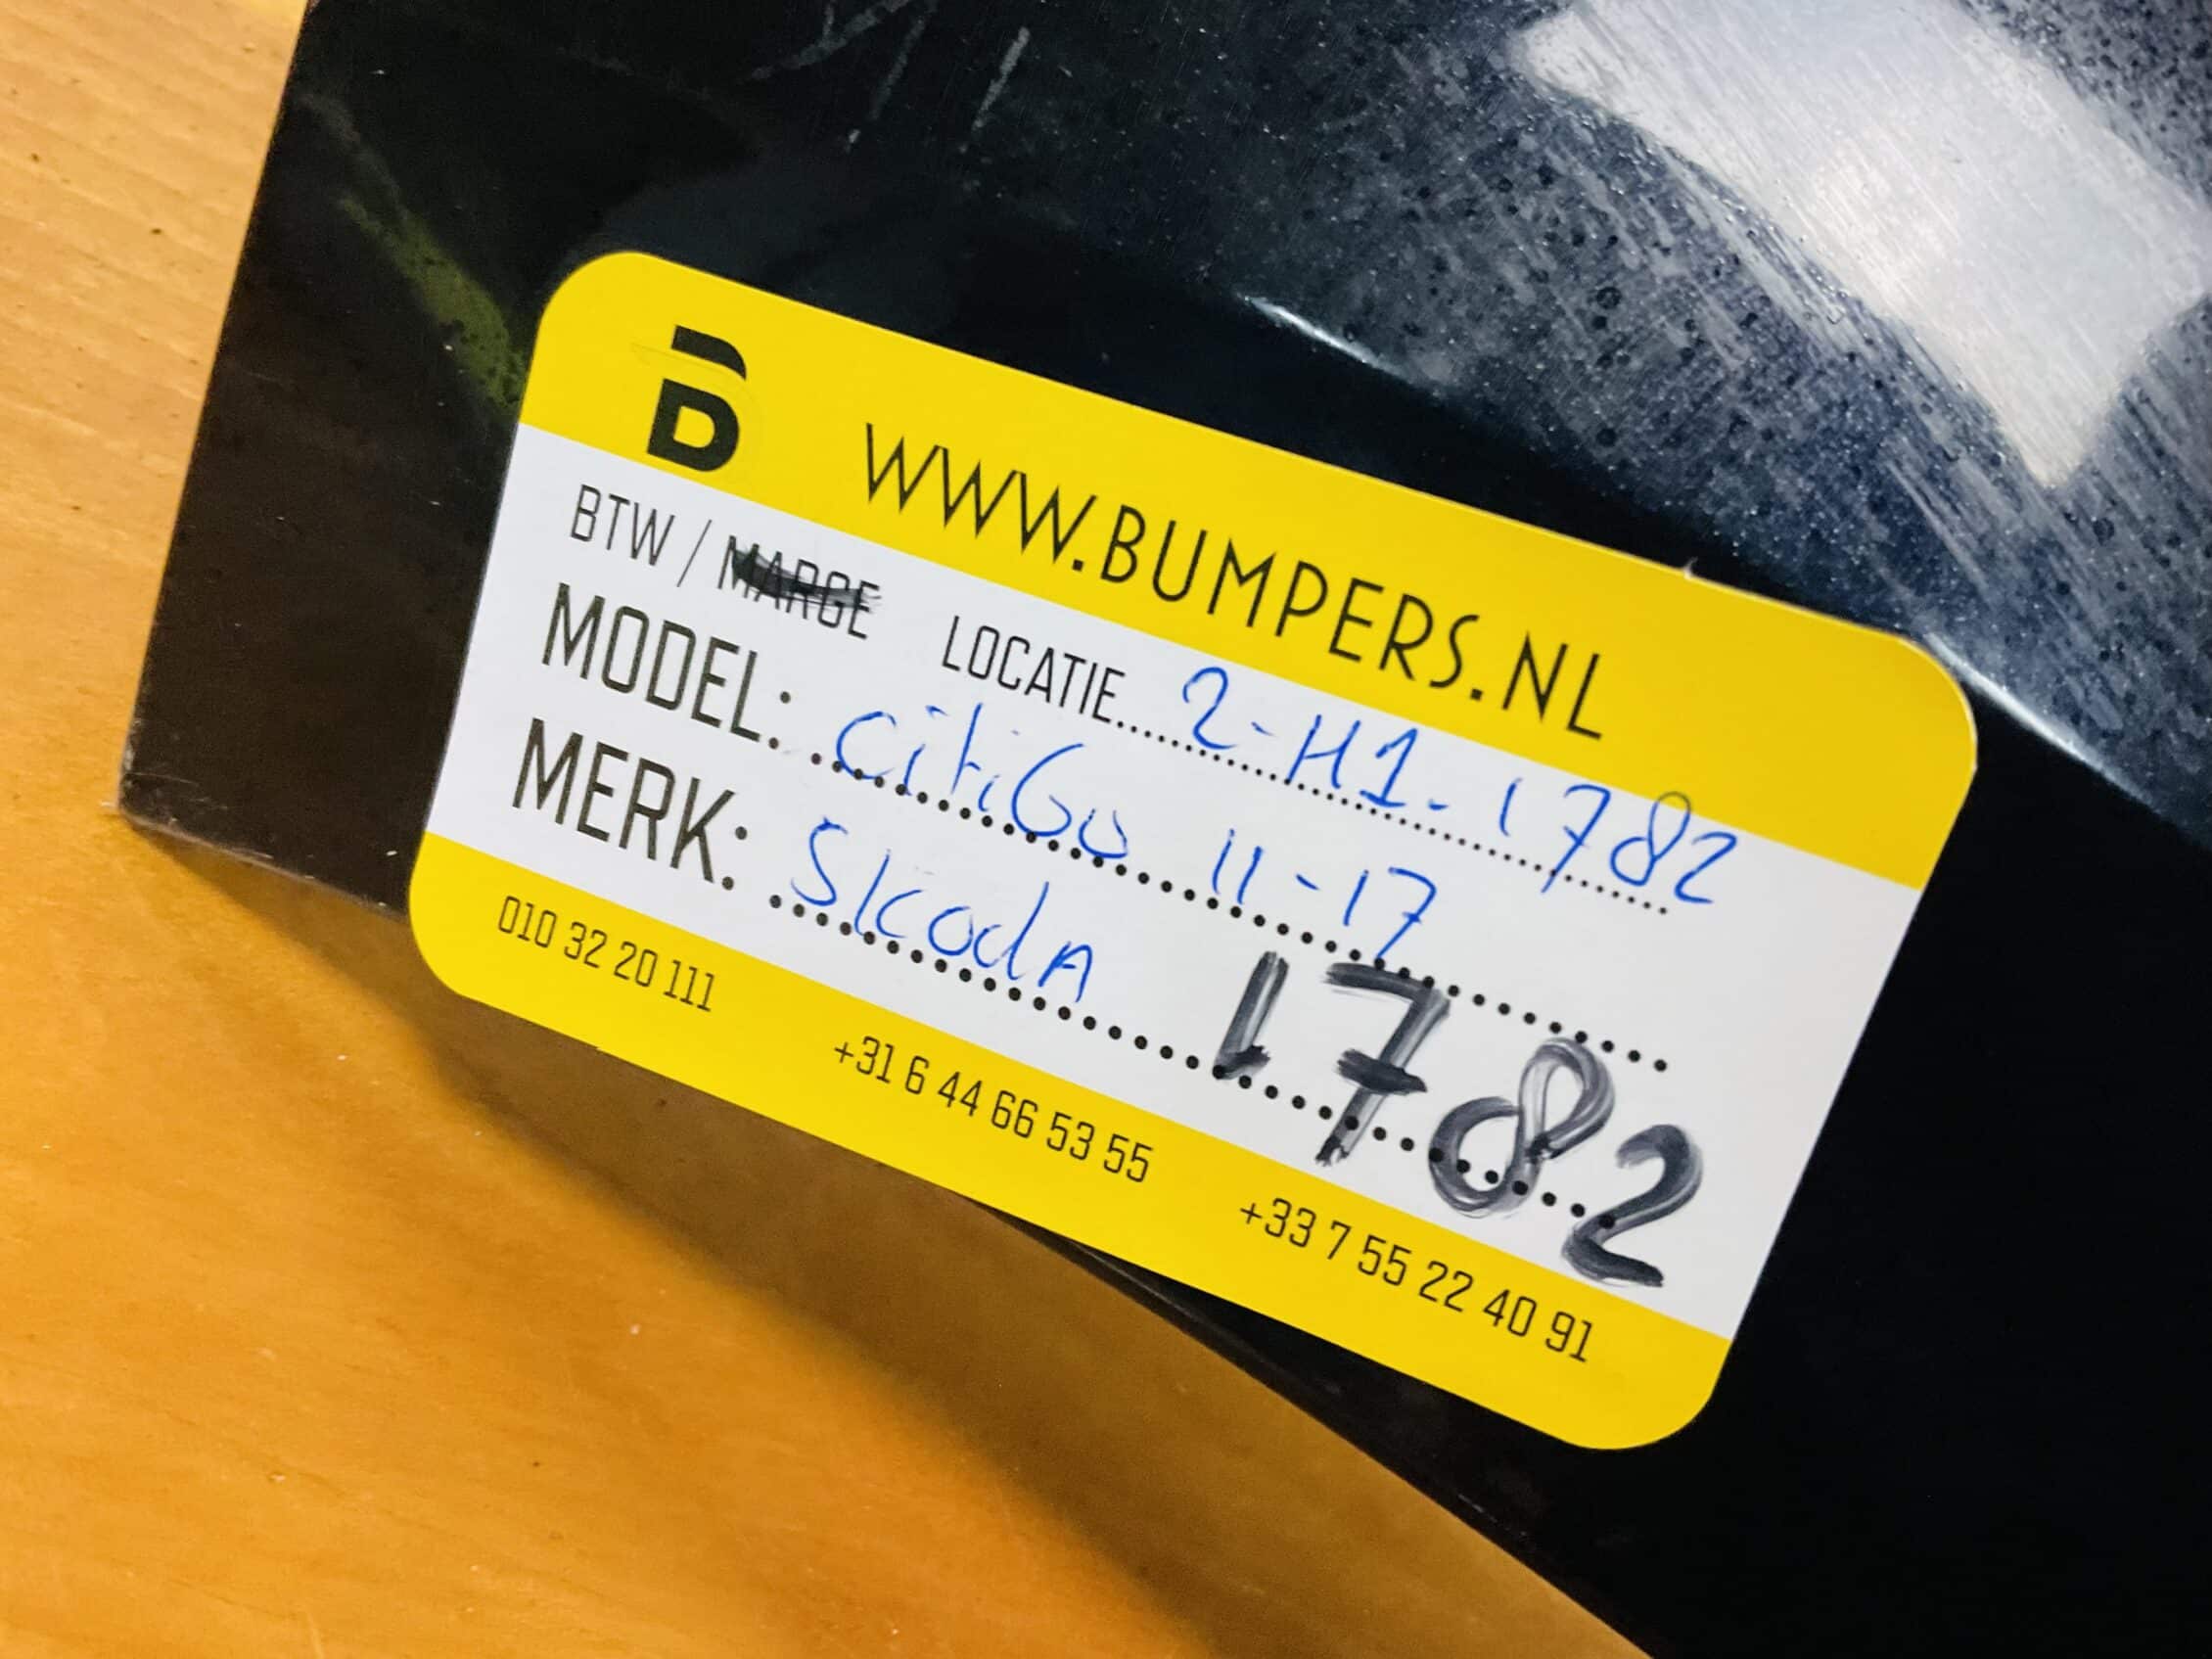 B WWW.BUMPERS.NL
BTW / MARGE LOCATIE 2-H1-1782
MODEL: citiGo 11-17
MERK: SkodA 1782
010 32 20 111 +31 6 44 66 53 55 +33 7 55 22 40 91